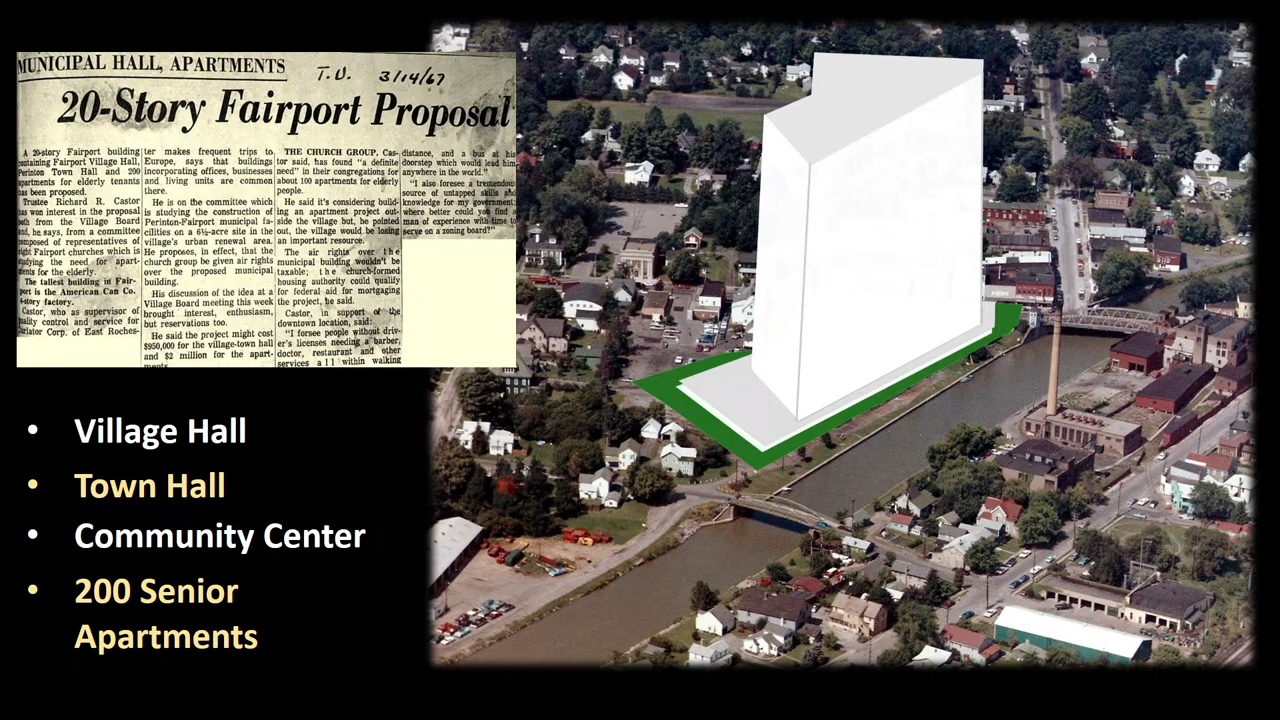 MUNICIPAL HALL, APARTMENTS
T.U. 3/14/67
20-Story Fairport Proposal
A 20-story Fairport building
containing Fairport Village Hall,
Perinton Town Hall and 200
apartments for elderly tenants
has been proposed.
Trustee Richard R. Castor
has won interest in the proposal
both from the Village Board
and, he says, from a committee
composed of representatives of
eight Fairport churches which is
studying the need for apart-
ments for the elderly.
The tallest building in Fair-
port is the American Can Co.
4-story factory.
Castor, who as supervisor of
quality control and service for
Corp. of East Roches-
ter makes frequent trips to
Europe, says that buildings
incorporating offices, businesses
and living units are common
there.
He is on the committee which
is studying the construction of
Perinton-Fairport municipal fa-
cilities on a 6½-acre site in the
village's urban renewal area.
He proposes, in effect, that the
church group be given air rights
over the proposed municipal
building.
His discussion of the idea at a
Village Board meeting this week
brought interest, enthusiasm,
but reservations too.
He said the project might cost
$950,000 for the village-town hall
and $2 million for the apart-
ments.
THE CHURCH GROUP, Cas-
tor said, has found "a definite
need" in their congregations for
about 100 apartments for elderly
people.
He said it's considering build-
ing an apartment project out-
side the village but, he pointed
out, the village would be losing
an important resource.
The air rights over the
municipal building wouldn't be
taxable; the church-formed
housing authority could qualify
for federal aid for mortgaging
the project, he said.
Castor, in support of the
downtown location, said:
"I forsee people without driv-
er's licenses needing a barber,
doctor, restaurant and other
services all within walking
distance, and a bus at his
doorstep which would lead him
anywhere in the world."
"I also foresee a tremendous
source of untapped skills and
knowledge for my government:
where better could you find a
man of experience with time to
serve on a zoning board?"
• Village Hall
• Town Hall
• Community Center
• 200 Senior
Apartments